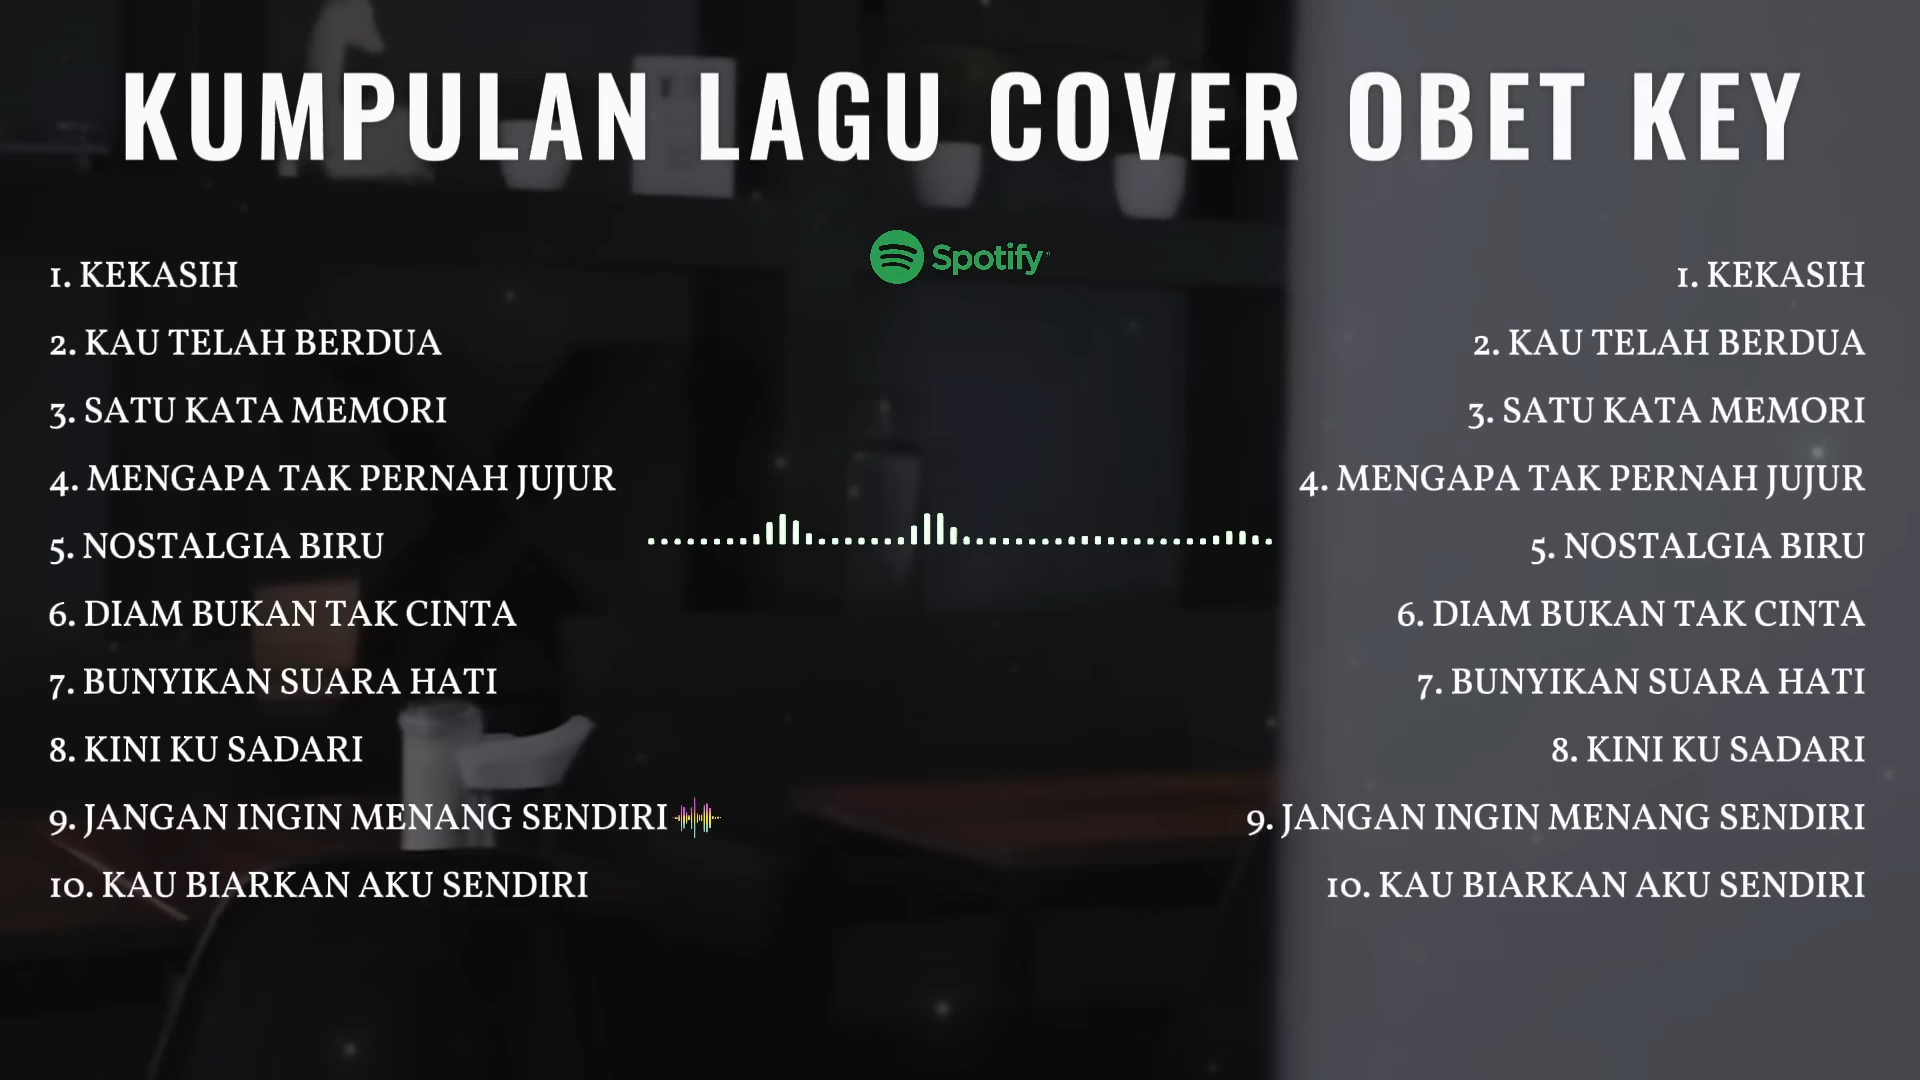 KUMPULAN LAGU COVER OBET KEY
Spotify
1. KEKASIH
2. KAU TELAH BERDUA
3. SATU KATA MEMORI
4. MENGAPA TAK PERNAH JUJUR
5. NOSTALGIA BIRU
6. DIAM BUKAN TAK CINTA
7. BUNYIKAN SUARA HATI
8. KINI KU SADARI
9. JANGAN INGIN MENANG SENDIRI
10. KAU BIARKAN AKU SENDIRI
1. KEKASIH
2. KAU TELAH BERDUA
3. SATU KATA MEMORI
4. MENGAPA TAK PERNAH JUJUR
5. NOSTALGIA BIRU
6. DIAM BUKAN TAK CINTA
7. BUNYIKAN SUARA HATI
8. KINI KU SADARI
9. JANGAN INGIN MENANG SENDIRI
10. KAU BIARKAN AKU SENDIRI